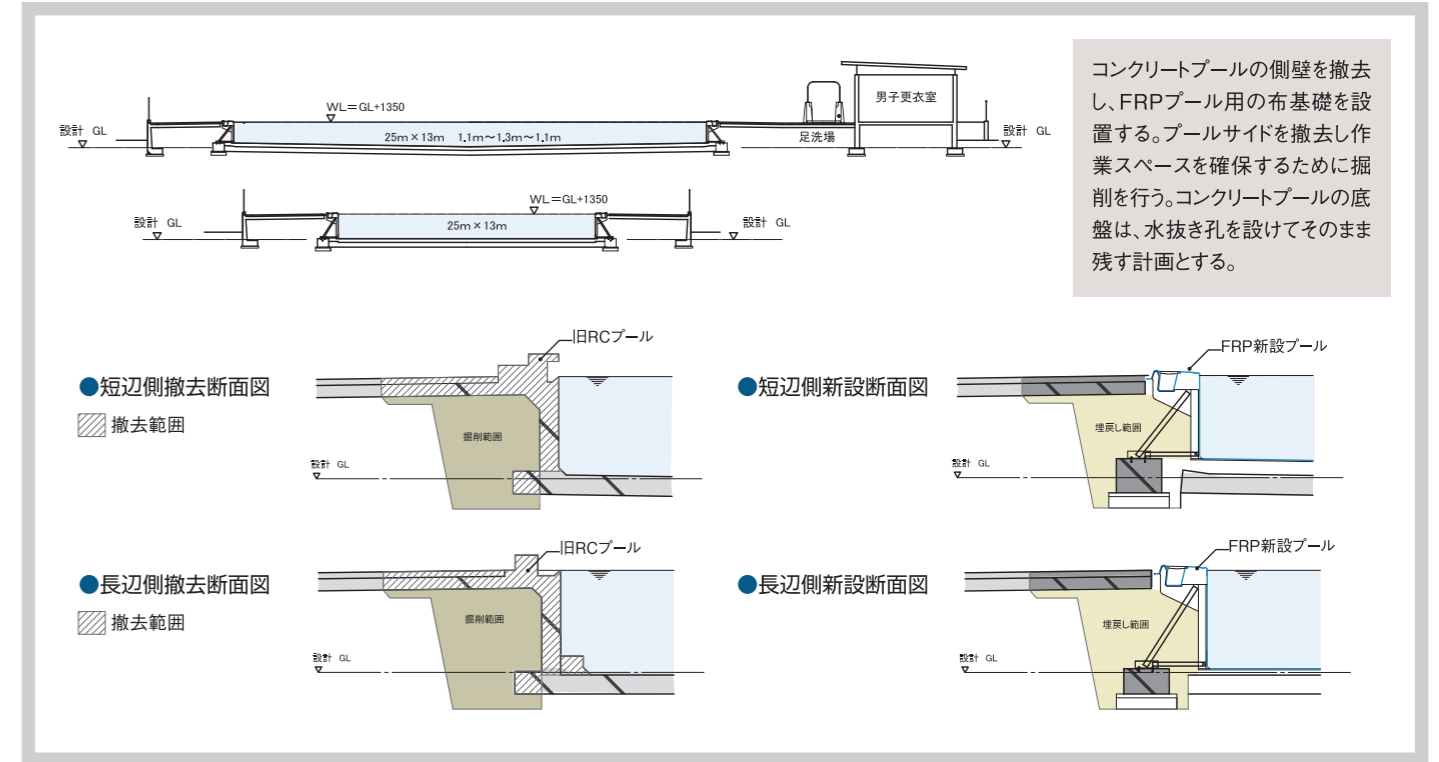 WL=GL+1350
男子更衣室
設計 GL
25m×13m 1.1m～1.3m～1.1m
足洗場
設計 GL
WL=GL+1350
設計 GL
25m×13m
設計 GL
コンクリートプールの側壁を撤去
し、FRPプール用の布基礎を設
置する。プールサイドを撤去し作
業スペースを確保するために掘
削を行う。コンクリートプールの底
盤は、水抜き孔を設けてそのまま
残す計画とする。
●短辺側撤去断面図
撤去範囲
旧RCプール
掘削範囲
設計 GL
●短辺側新設断面図
FRP新設プール
埋戻し範囲
設計 GL
●長辺側撤去断面図
撤去範囲
旧RCプール
掘削範囲
設計 GL
●長辺側新設断面図
FRP新設プール
埋戻し範囲
設計 GL